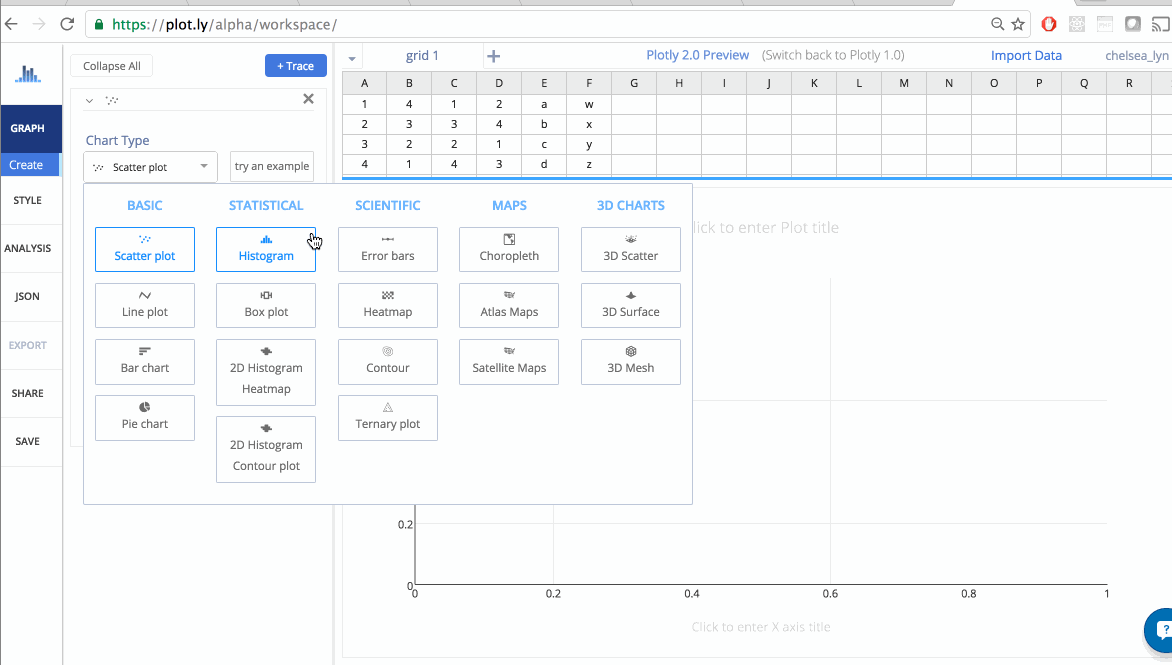 https://plot.ly/alpha/workspace/
Collapse All
+ Trace
grid 1
Plotly 2.0 Preview (Switch back to Plotly 1.0)
Import Data
chelsea_lyn
A B C D E F G H I J K L M N O P Q R
1 4 1 2 a w
2 3 3 4 b x
3 2 2 1 c y
4 1 4 3 d z
GRAPH
Create
STYLE
ANALYSIS
JSON
EXPORT
SHARE
SAVE
Chart Type
Scatter plot
try an example
BASIC STATISTICAL SCIENTIFIC MAPS 3D CHARTS
Scatter plot Histogram Error bars Choropleth 3D Scatter
Line plot Box plot Heatmap Atlas Maps 3D Surface
Bar chart 2D Histogram Contour Satellite Maps 3D Mesh
Heatmap
Pie chart 2D Histogram Ternary plot
Contour plot
lick to enter Plot title
0.2
0
0 0.2 0.4 0.6 0.8 1
Click to enter X axis title
?